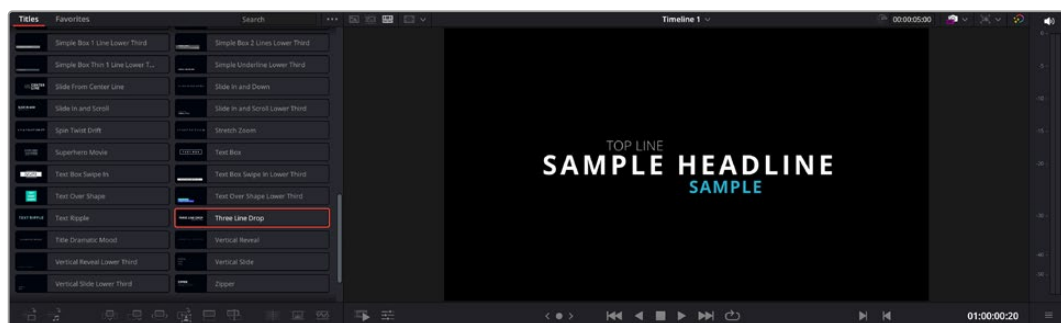 Titles Favorites Search Timeline 1 00:00:05:00
Simple Box 1 Line Lower Third Simple Box 2 Lines Lower Third
Simple Box Thin 1 Line Lower T... Simple Underline Lower Third
Slide From Center Line Slide In and Down
Slide In and Scroll Slide In and Scroll Lower Third
Spin Twist Drift Stretch Zoom
Superhero Movie Text Box
Text Box Swipe In Text Box Swipe In Lower Third
Text Over Shape Text Over Shape Lower Third
Text Ripple Three Line Drop
Title Dramatic Mood Vertical Reveal
Vertical Reveal Lower Third Vertical Slide
Vertical Slide Lower Third Zipper
TOP LINE
SAMPLE HEADLINE
SAMPLE
01:00:00:20